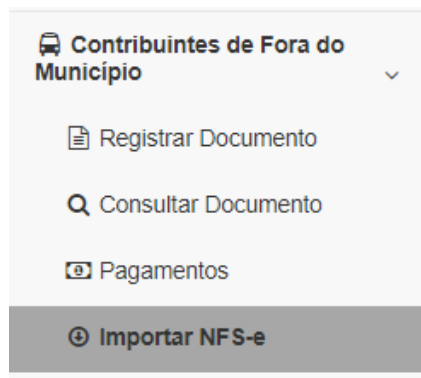 Contribuintes de Fora do
Município
Registrar Documento
Consultar Documento
Pagamentos
Importar NFS-e